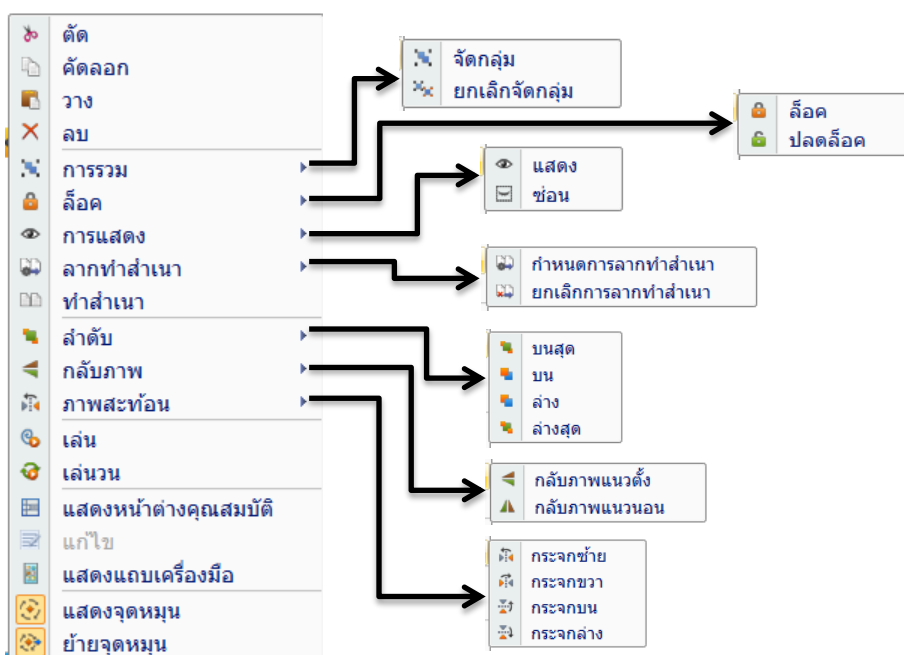 ตัด
คัดลอก
วาง
ลบ
การรวม
ล็อค
การแสดง
ลากทำสำเนา
ทำสำเนา
ลำดับ
กลับภาพ
ภาพสะท้อน
เล่น
เล่นวน
แสดงหน้าต่างคุณสมบัติ
แก้ไข
แสดงแถบเครื่องมือ
แสดงจุดหมุน
ย้ายจุดหมุน
จัดกลุ่ม
ยกเลิกจัดกลุ่ม
ล็อค
ปลดล็อค
แสดง
ซ่อน
กำหนดการลากทำสำเนา
ยกเลิกการลากทำสำเนา
บนสุด
บน
ล่าง
ล่างสุด
กลับภาพแนวตั้ง
กลับภาพแนวนอน
กระจกซ้าย
กระจกขวา
กระจกบน
กระจกล่าง